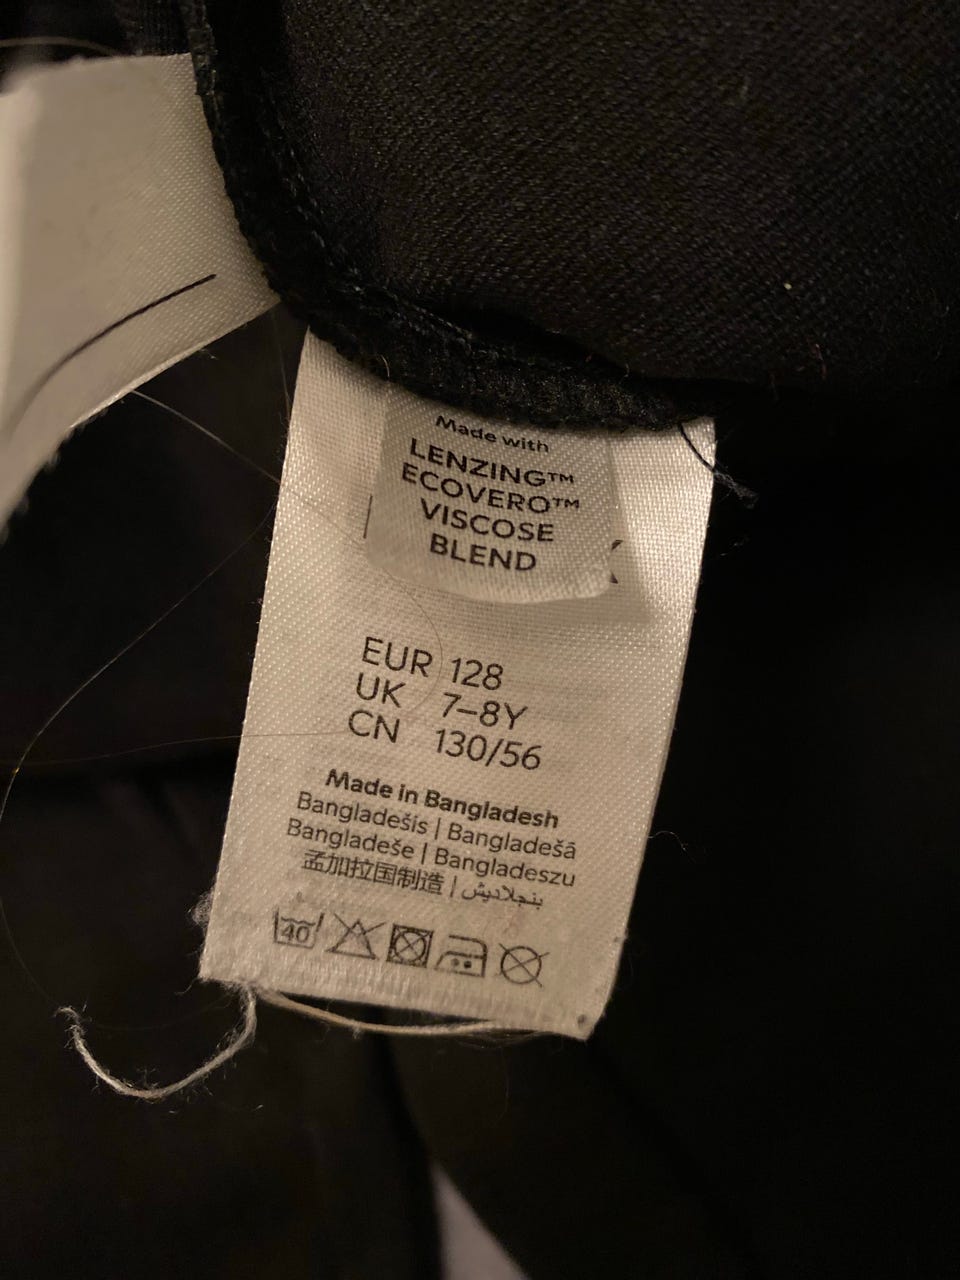 Made with
LENZING™
ECOVERO™
VISCOSE
BLEND
EUR 128
UK 7–8Y
CN 130/56
Made in Bangladesh
Bangladešis | Bangladešā
Bangladeše | Bangladeszu
孟加拉国制造 | بنجلاديش
40